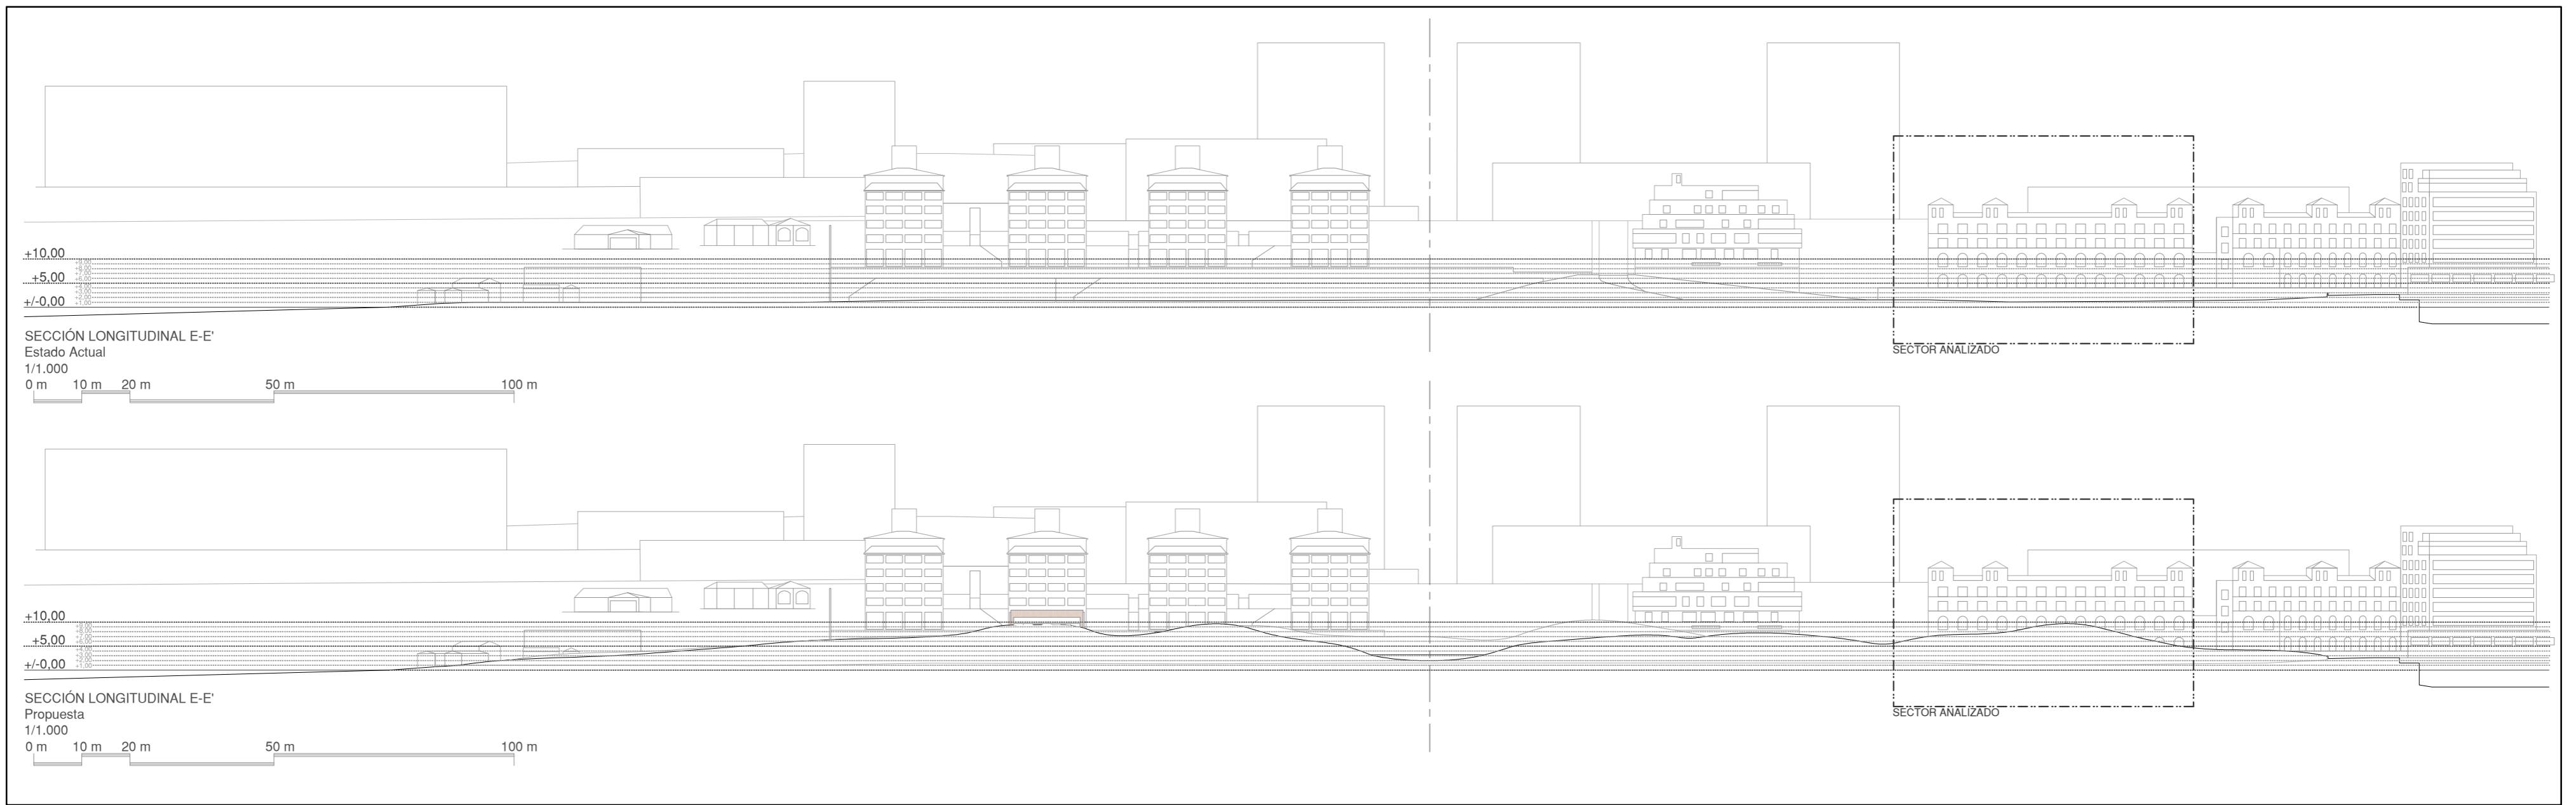 +10,00
+5,00
+/-0,00
SECCIÓN LONGITUDINAL E-E'
Estado Actual
1/1.000
0 m 10 m 20 m 50 m 100 m
SECTOR ANALIZADO
+10,00
+5,00
+/-0,00
SECCIÓN LONGITUDINAL E-E'
Propuesta
1/1.000
0 m 10 m 20 m 50 m 100 m
SECTOR ANALIZADO